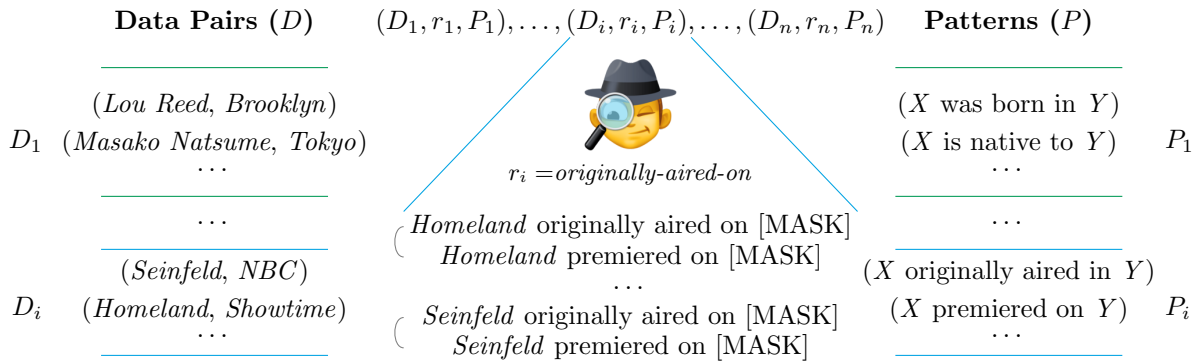 Data Pairs (D) (D₁, r₁, P₁), . . . , (Dᵢ, rᵢ, Pᵢ), . . . , (Dₙ, rₙ, Pₙ) Patterns (P)
(Lou Reed, Brooklyn)
D₁ (Masako Natsume, Tokyo)
. . .
. . .
(Seinfeld, NBC)
Dᵢ (Homeland, Showtime)
. . .
rᵢ =originally-aired-on
Homeland originally aired on [MASK]
Homeland premiered on [MASK]
. . .
Seinfeld originally aired on [MASK]
Seinfeld premiered on [MASK]
(X was born in Y)
(X is native to Y) P₁
. . .
. . .
(X originally aired in Y)
(X premiered on Y) Pᵢ
. . .